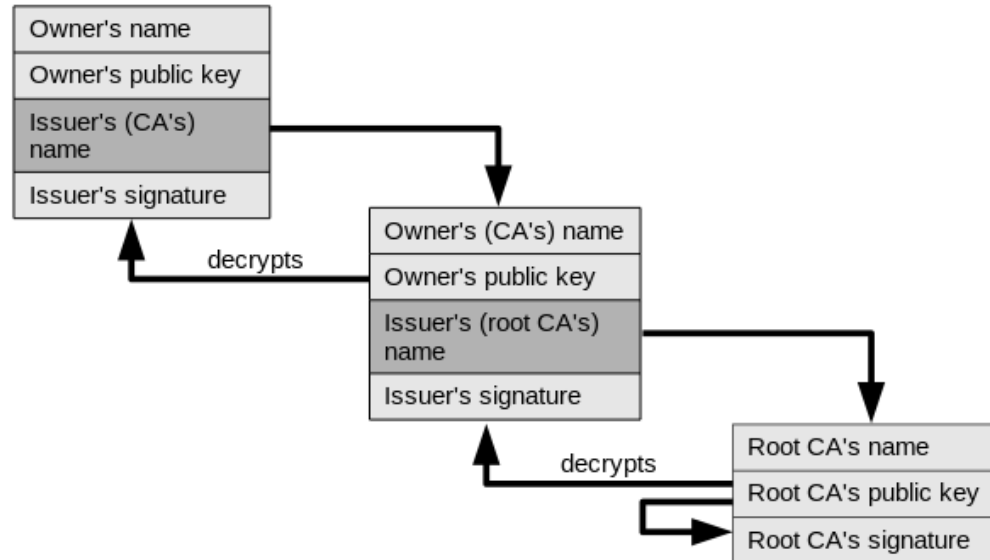 Owner's name
Owner's public key
Issuer's (CA's)
name
Issuer's signature
decrypts
Owner's (CA's) name
Owner's public key
Issuer's (root CA's)
name
Issuer's signature
decrypts
Root CA's name
Root CA's public key
Root CA's signature